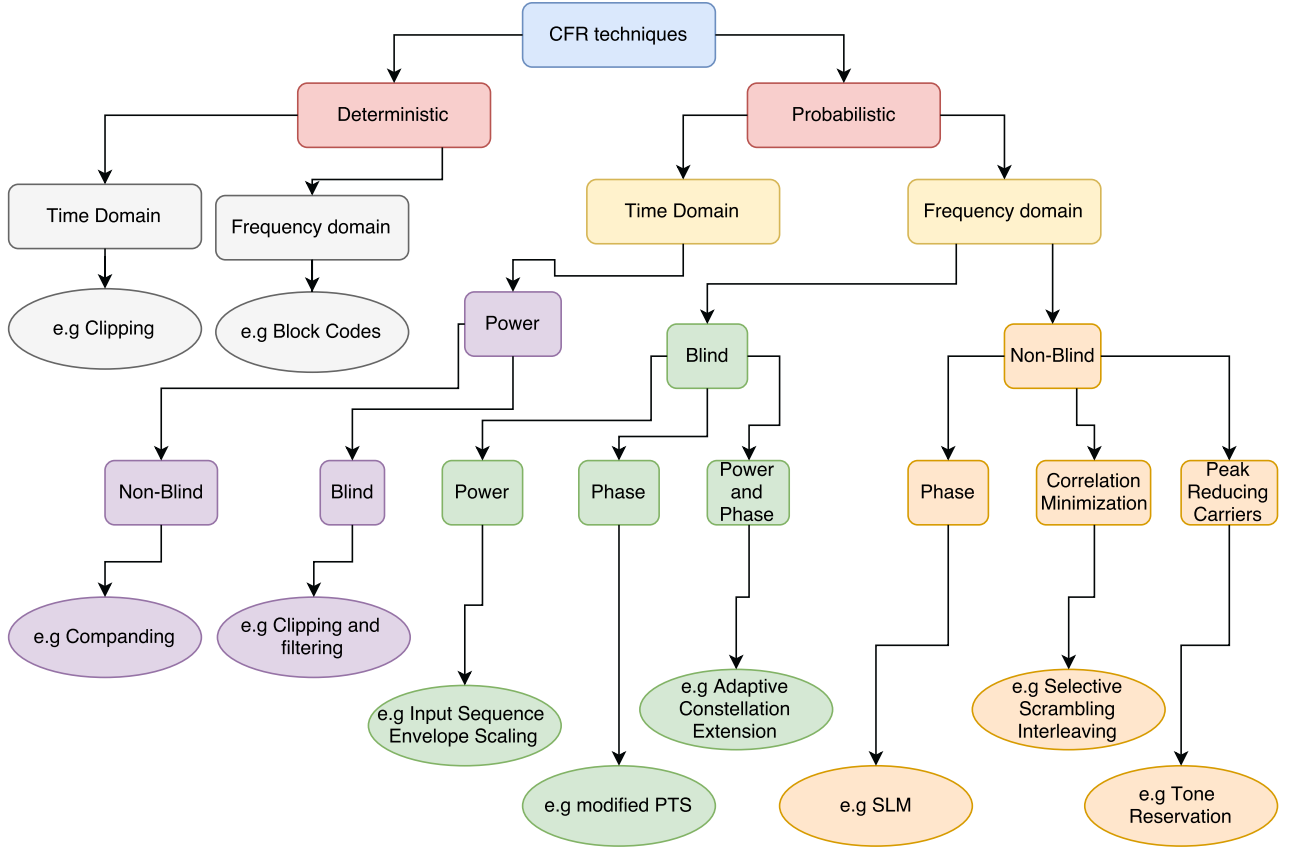 CFR techniques
Deterministic
Probabilistic
Time Domain
Frequency domain
Time Domain
Frequency domain
e.g Clipping
e.g Block Codes
Power
Blind
Non-Blind
Non-Blind
Blind
Power
Phase
Power
and
Phase
Phase
Correlation
Minimization
Peak
Reducing
Carriers
e.g Companding
e.g Clipping and
filtering
e.g Input Sequence
Envelope Scaling
e.g Adaptive
Constellation
Extension
e.g Selective
Scrambling
Interleaving
e.g modified PTS
e.g SLM
e.g Tone
Reservation